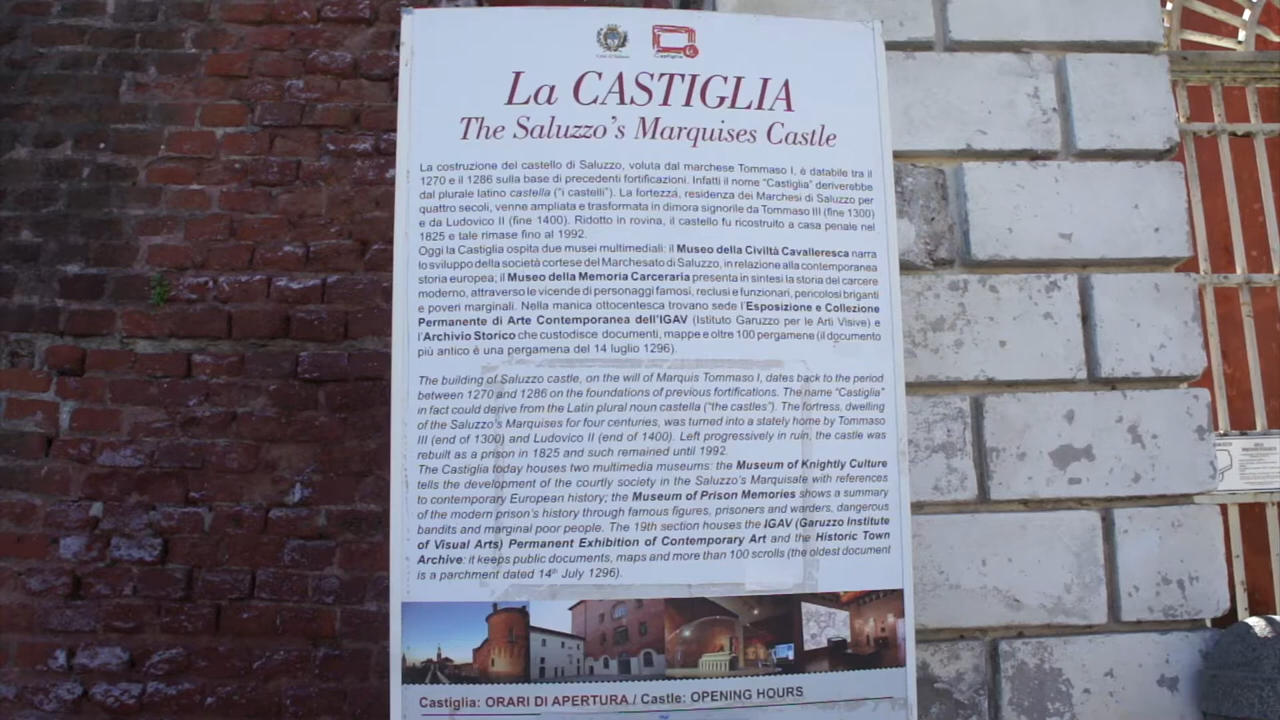 Castiglia
La CASTIGLIA
The Saluzzo's Marquises Castle
La costruzione del castello di Saluzzo, voluta dal marchese Tommaso I, è databile tra il
1270 e il 1286 sulla base di precedenti fortificazioni. Infatti il nome "Castiglia" deriverebbe
dal plurale latino castella ("i castelli"). La fortezza, residenza dei Marchesi di Saluzzo per
quattro secoli, venne ampliata e trasformata in dimora signorile da Tommaso III (fine 1300)
e da Ludovico II (fine 1400). Ridotto in rovina, il castello fu ricostruito a casa penale nel
1825 e tale rimase fino al 1992.
Oggi la Castiglia ospita due musei multimediali: il Museo della Civiltà Cavalleresca narra
lo sviluppo della società cortese del Marchesato di Saluzzo, in relazione alla contemporanea
storia europea; il Museo della Memoria Carceraria presenta in sintesi la storia del carcere
moderno, attraverso le vicende di personaggi famosi, reclusi e funzionari, pericolosi briganti
e poveri marginali. Nella manica ottocentesca trovano sede l'Esposizione e Collezione
Permanente di Arte Contemporanea dell'IGAV (Istituto Garuzzo per le Arti Visive) e
l'Archivio Storico che custodisce documenti, mappe e oltre 100 pergamene (il documento
più antico è una pergamena del 14 luglio 1296).
The building of Saluzzo castle, on the will of Marquis Tommaso I, dates back to the period
between 1270 and 1286 on the foundations of previous fortifications. The name "Castiglia"
in fact could derive from the Latin plural noun castella ("the castles"). The fortress, dwelling
of the Saluzzo's Marquises for four centuries, was turned into a stately home by Tommaso
III (end of 1300) and Ludovico II (end of 1400). Left progressively in ruin, the castle was
rebuilt as a prison in 1825 and such remained until 1992.
The Castiglia today houses two multimedia museums: the Museum of Knightly Culture
tells the development of the courtly society in the Saluzzo's Marquisate with references
to contemporary European history; the Museum of Prison Memories shows a summary
of the modern prison's history through famous figures, prisoners and warders, dangerous
bandits and marginal poor people. The 19th section houses the IGAV (Garuzzo Institute
of Visual Arts) Permanent Exhibition of Contemporary Art and the Historic Town
Archive: it keeps public documents, maps and more than 100 scrolls (the oldest document
is a parchment dated 14th July 1296).
Castiglia: ORARI DI APERTURA / Castle: OPENING HOURS